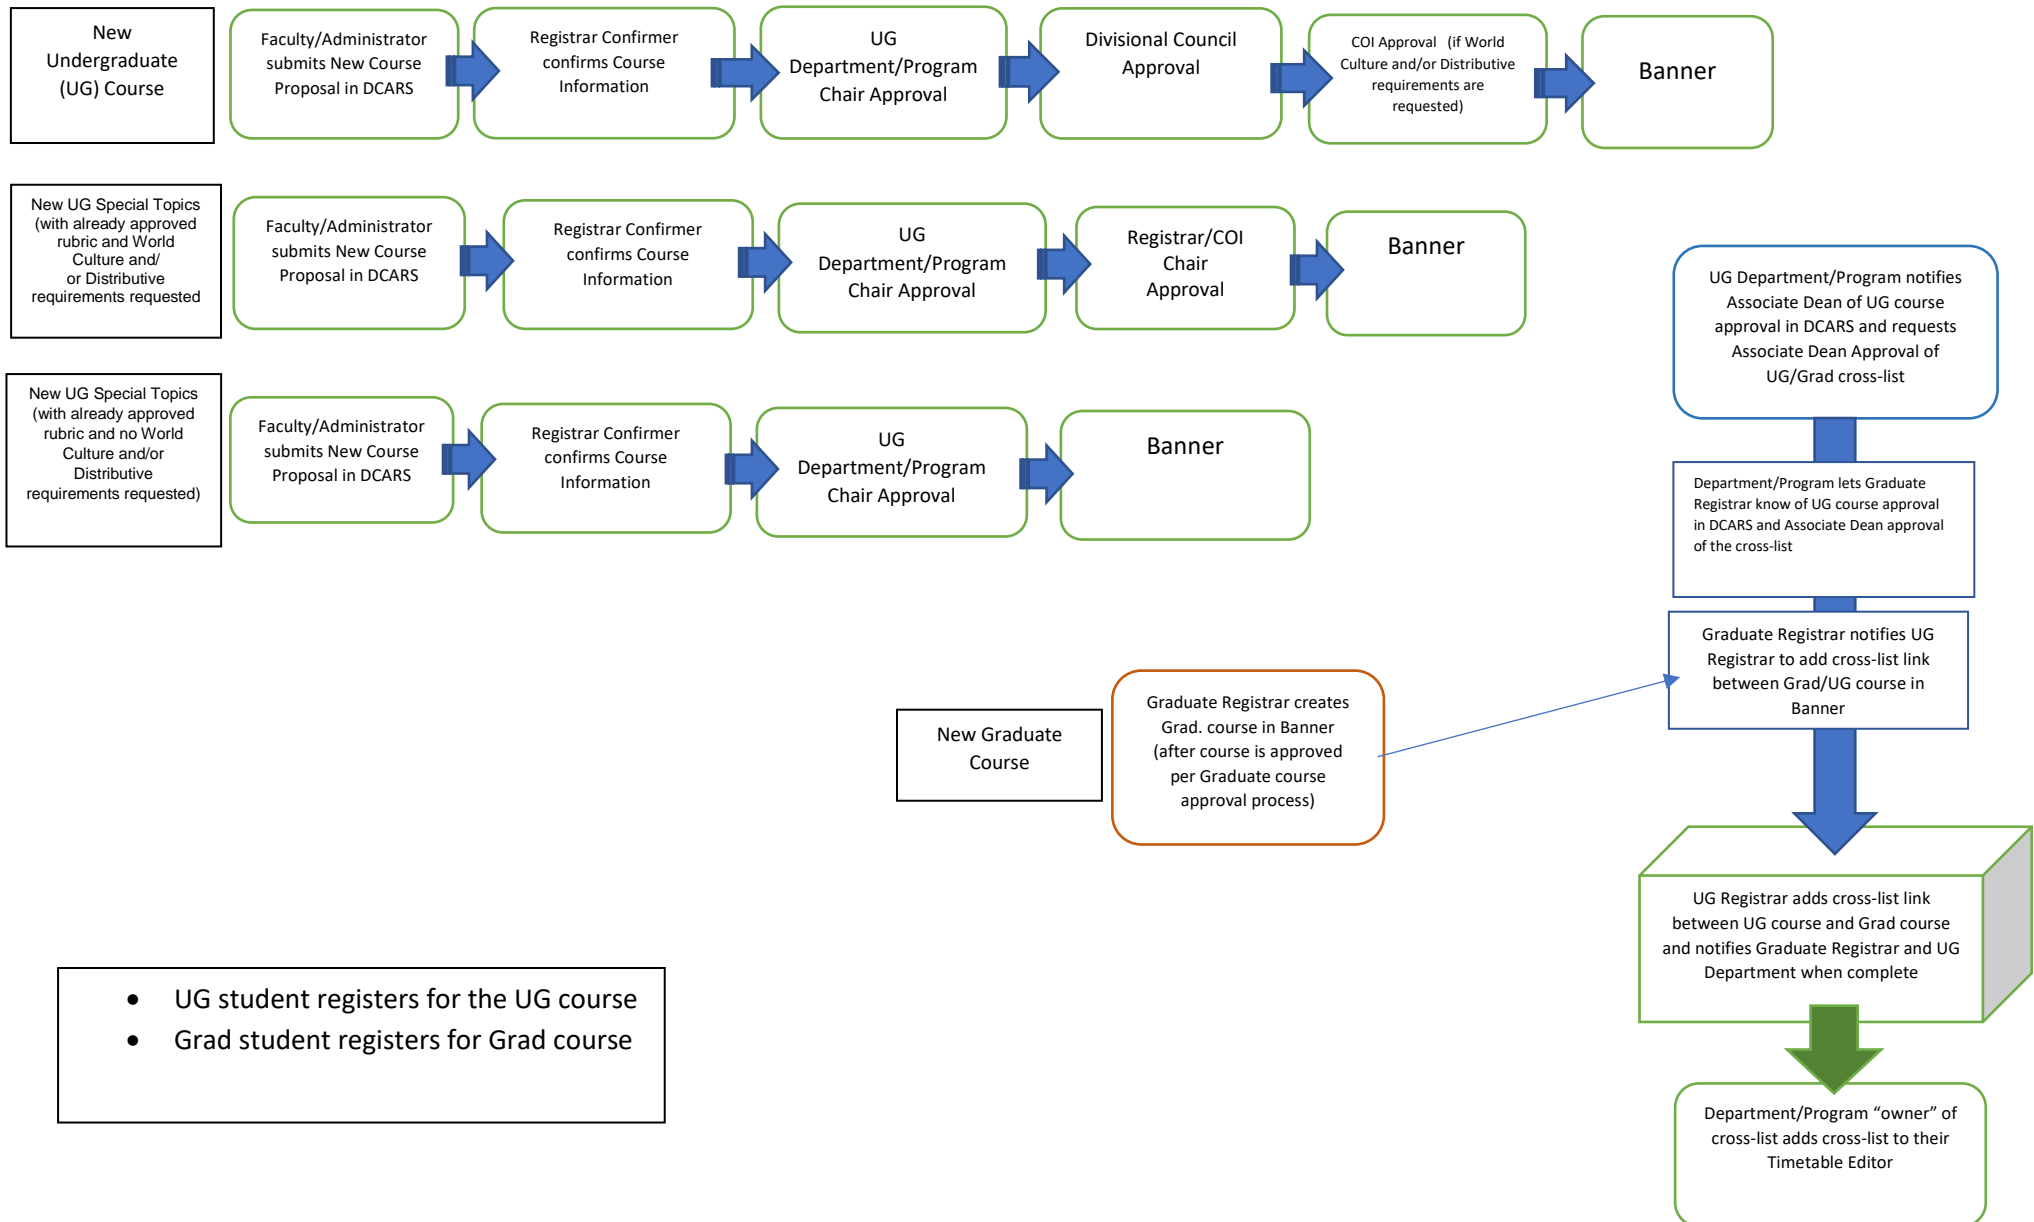 New
Undergraduate
(UG) Course
Faculty/Administrator
submits New Course
Proposal in DCARS
Registrar Confirmer
confirms Course
Information
UG
Department/Program
Chair Approval
Divisional Council
Approval
COI Approval (if World
Culture and/or Distributive
requirements are
requested)
Banner
New UG Special Topics
(with already approved
rubric and World
Culture and/
or Distributive
requirements requested
Faculty/Administrator
submits New Course
Proposal in DCARS
Registrar Confirmer
confirms Course
Information
UG
Department/Program
Chair Approval
Registrar/COI
Chair
Approval
Banner
New UG Special Topics
(with already approved
rubric and no World
Culture and/or
Distributive
requirements requested)
Faculty/Administrator
submits New Course
Proposal in DCARS
Registrar Confirmer
confirms Course
Information
UG
Department/Program
Chair Approval
Banner
UG Department/Program notifies
Associate Dean of UG course
approval in DCARS and requests
Associate Dean Approval of
UG/Grad cross-list
Department/Program lets Graduate
Registrar know of UG course approval
in DCARS and Associate Dean approval
of the cross-list
Graduate Registrar notifies UG
Registrar to add cross-list link
between Grad/UG course in
Banner
New Graduate
Course
Graduate Registrar creates
Grad. course in Banner
(after course is approved
per Graduate course
approval process)
UG Registrar adds cross-list link
between UG course and Grad course
and notifies Graduate Registrar and UG
Department when complete
Department/Program “owner” of
cross-list adds cross-list to their
Timetable Editor
• UG student registers for the UG course
• Grad student registers for Grad course